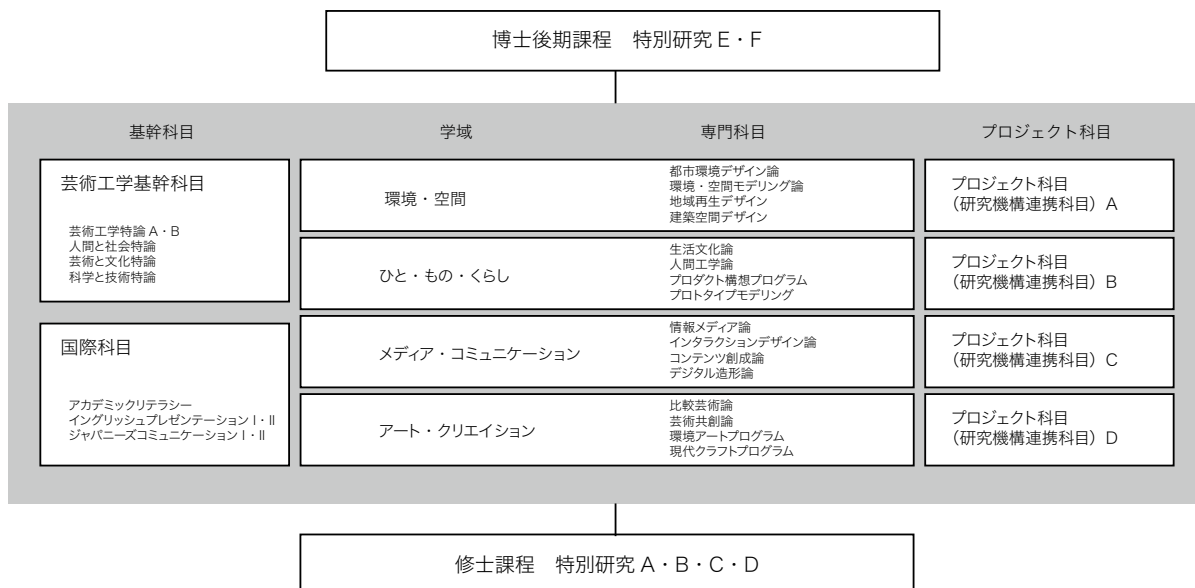 博士後期課程　特別研究 E・F
基幹科目
学域
専門科目
プロジェクト科目
芸術工学基幹科目
芸術工学特論 A・B
人間と社会特論
芸術と文化特論
科学と技術特論
国際科目
アカデミックリテラシー
イングリッシュプレゼンテーション I・II
ジャパニーズコミュニケーション I・II
環境・空間
都市環境デザイン論
環境・空間モデリング論
地域再生デザイン
建築空間デザイン
プロジェクト科目
（研究機構連携科目）A
ひと・もの・くらし
生活文化論
人間工学論
プロダクト構想プログラム
プロトタイプモデリング
プロジェクト科目
（研究機構連携科目）B
メディア・コミュニケーション
情報メディア論
インタラクションデザイン論
コンテンツ創成論
デジタル造形論
プロジェクト科目
（研究機構連携科目）C
アート・クリエイション
比較芸術論
芸術共創論
環境アートプログラム
現代クラフトプログラム
プロジェクト科目
（研究機構連携科目）D
修士課程　特別研究 A・B・C・D